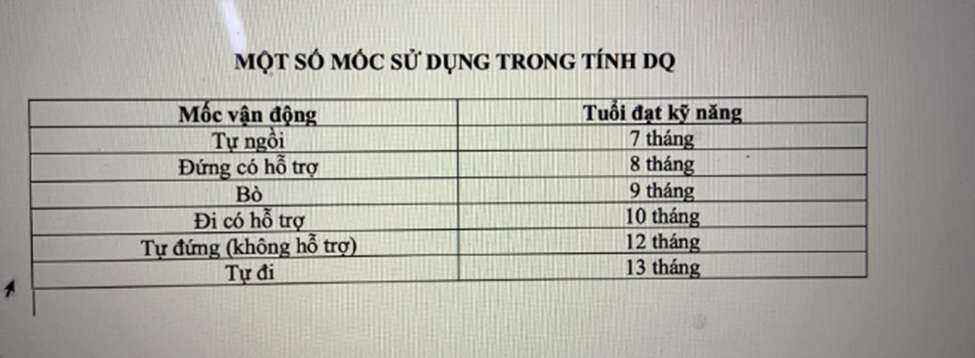 MỘT SỐ MỐC SỬ DỤNG TRONG TÍNH DQ
Mốc vận động Tuổi đạt kỹ năng
Tự ngồi 7 tháng
Đứng có hỗ trợ 8 tháng
Bò 9 tháng
Đi có hỗ trợ 10 tháng
Tự đứng (không hỗ trợ) 12 tháng
Tự đi 13 tháng